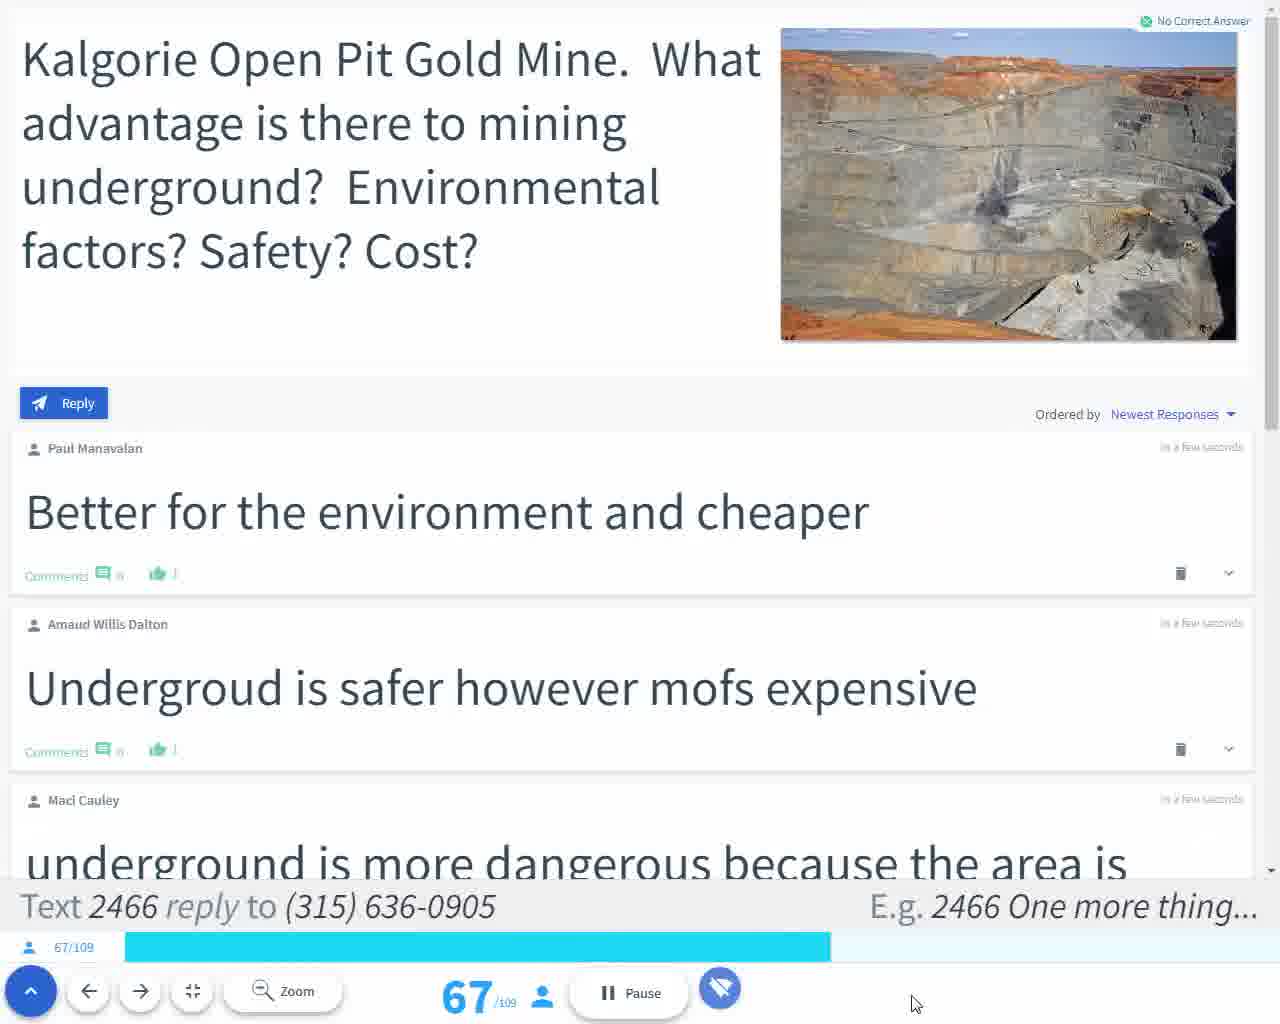 No Correct Answer
Kalgorie Open Pit Gold Mine. What
advantage is there to mining
underground? Environmental
factors? Safety? Cost?
Reply
Ordered by Newest Responses
Paul Manavalan
in a few seconds
Better for the environment and cheaper
Comments 0 1
Amaud Willis Dalton
in a few seconds
Undergroud is safer however mofs expensive
Comments 0 1
Maci Cauley
in a few seconds
underground is more dangerous because the area is
Text 2466 reply to (315) 636-0905
E.g. 2466 One more thing...
67/109
Zoom
67/109
Pause